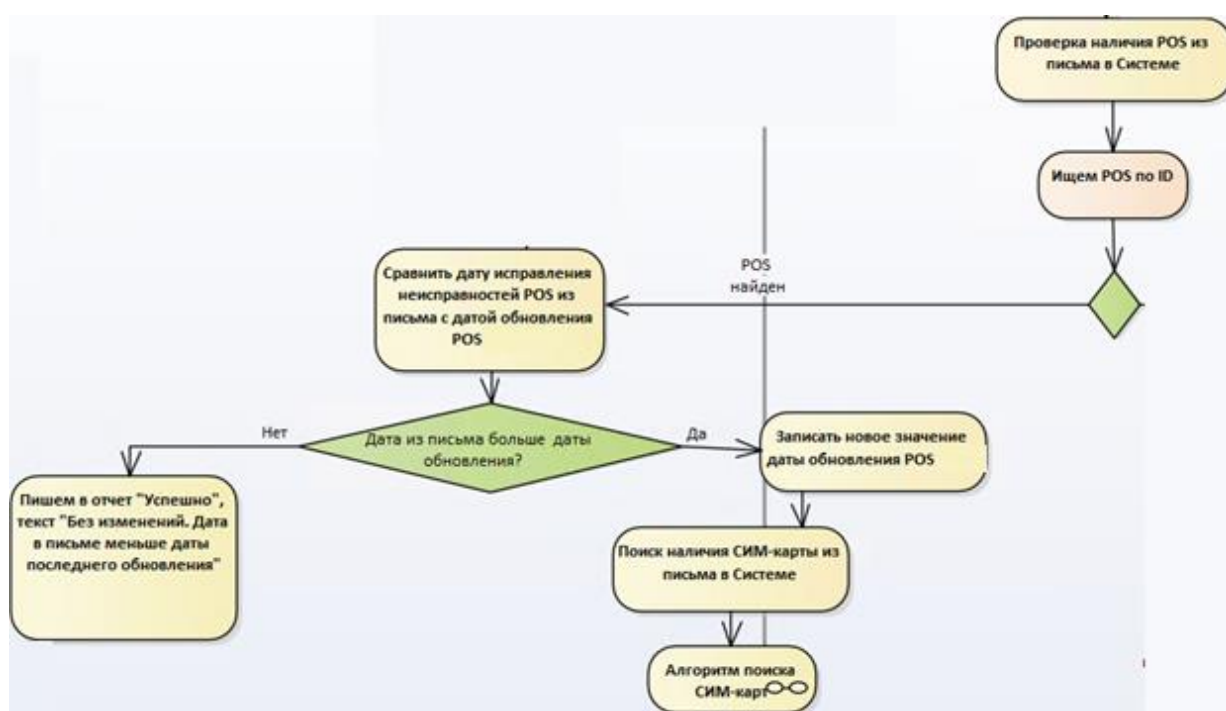 Проверка наличия POS из
письма в Системе
Ищем POS по ID
POS
найден
Сравнить дату исправления
неисправностей POS из
письма с датой обновления
POS
Дата из письма больше даты
обновления?
Нет
Да
Записать новое значение
даты обновления POS
Пишем в отчет "Успешно",
текст "Без изменений. Дата
в письме меньше даты
последнего обновления"
Поиск наличия СИМ-карты из
письма в Системе
Алгоритм поиска
СИМ-карт